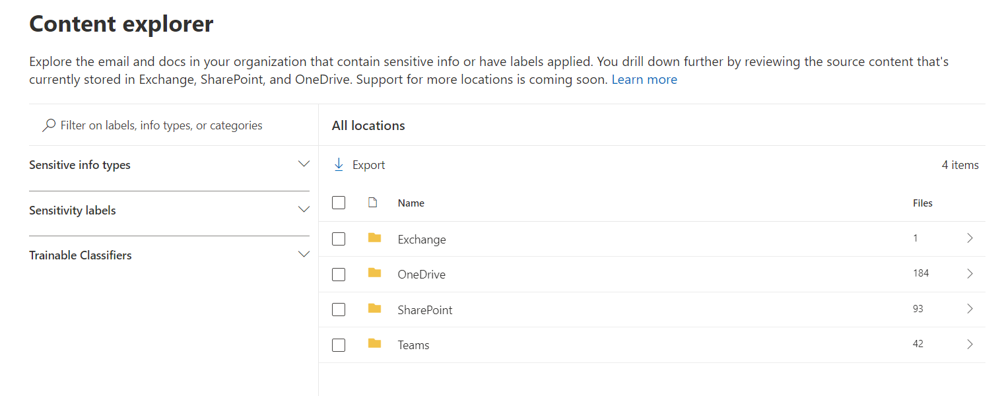 Content explorer
Explore the email and docs in your organization that contain sensitive info or have labels applied. You drill down further by reviewing the source content that's
currently stored in Exchange, SharePoint, and OneDrive. Support for more locations is coming soon. Learn more
Filter on labels, info types, or categories
All locations
Sensitive info types
Export
4 items
Sensitivity labels
Name
Files
Trainable Classifiers
Exchange
1
OneDrive
184
SharePoint
93
Teams
42